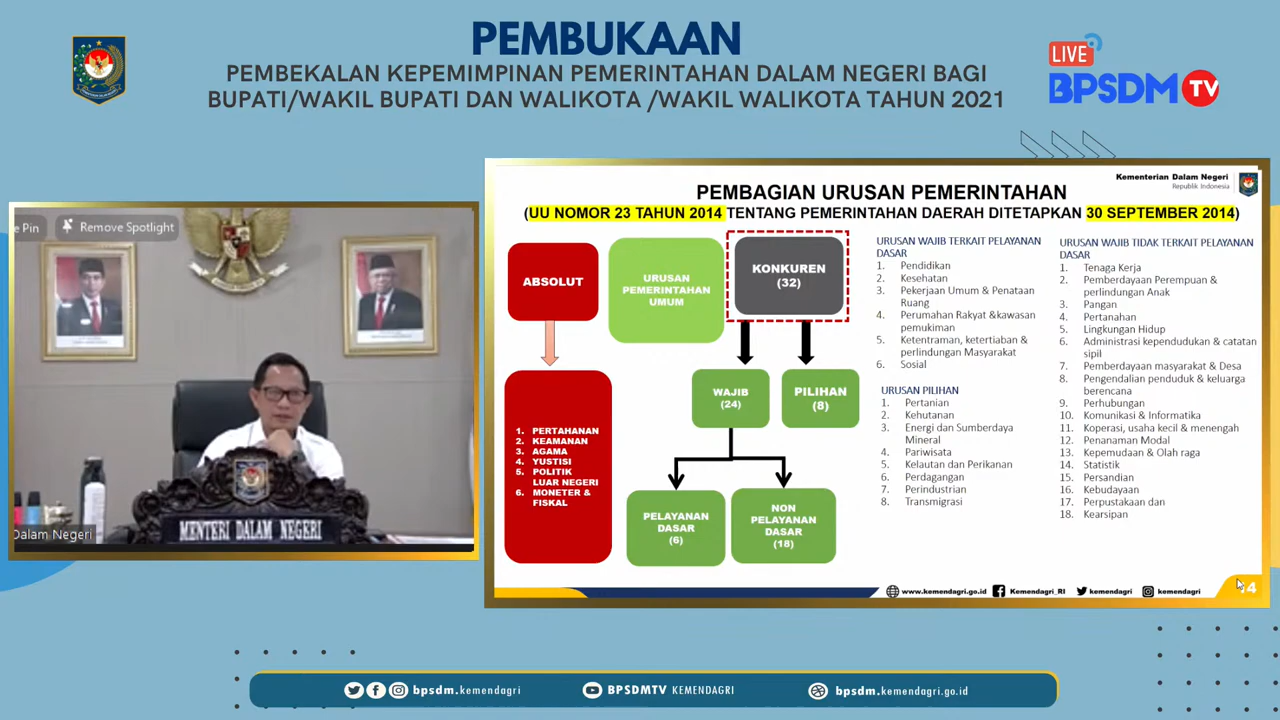 PEMBUKAAN
PEMBEKALAN KEPEMIMPINAN PEMERINTAHAN DALAM NEGERI BAGI
BUPATI/WAKIL BUPATI DAN WALIKOTA /WAKIL WALIKOTA TAHUN 2021
LIVE
BPSDM TV
e Pin
Remove Spotlight
Dalam Negeri
MENTERI DALAM NEGERI
Kementerian Dalam Negeri
Republik Indonesia
PEMBAGIAN URUSAN PEMERINTAHAN
(UU NOMOR 23 TAHUN 2014 TENTANG PEMERINTAHAN DAERAH DITETAPKAN 30 SEPTEMBER 2014)
ABSOLUT
1. PERTAHANAN
2. KEAMANAN
3. AGAMA
4. YUSTISI
5. POLITIK
LUAR NEGERI
6. MONETER &
FISKAL
URUSAN
PEMERINTAHAN
UMUM
KONKUREN
(32)
WAJIB
(24)
PILIHAN
(8)
PELAYANAN
DASAR
(6)
NON
PELAYANAN
DASAR
(18)
URUSAN WAJIB TERKAIT PELAYANAN
DASAR
1. Pendidikan
2. Kesehatan
3. Pekerjaan Umum & Penataan
Ruang
4. Perumahan Rakyat &kawasan
pemukiman
5. Ketentraman, ketertiaban &
perlindungan Masyarakat
6. Sosial
URUSAN PILIHAN
1. Pertanian
2. Kehutanan
3. Energi dan Sumberdaya
Mineral
4. Pariwisata
5. Kelautan dan Perikanan
6. Perdagangan
7. Perindustrian
8. Transmigrasi
URUSAN WAJIB TIDAK TERKAIT PELAYANAN
DASAR
1. Tenaga Kerja
2. Pemberdayaan Perempuan &
perlindungan Anak
3. Pangan
4. Pertanahan
5. Lingkungan Hidup
6. Administrasi kependudukan & catatan
sipil
7. Pemberdayaan masyarakat & Desa
8. Pengendalian penduduk & keluarga
berencana
9. Perhubungan
10. Komunikasi & Informatika
11. Koperasi, usaha kecil & menengah
12. Penanaman Modal
13. Kepemudaan & Olah raga
14. Statistik
15. Persandian
16. Kebudayaan
17. Perpustakaan dan
18. Kearsipan
www.kemendagri.go.id
Kemendagri_RI
kemendagri
kemendagri
bpsdm.kemendagri
BPSDMTV KEMENDAGRI
bpsdm.kemendagri.go.id